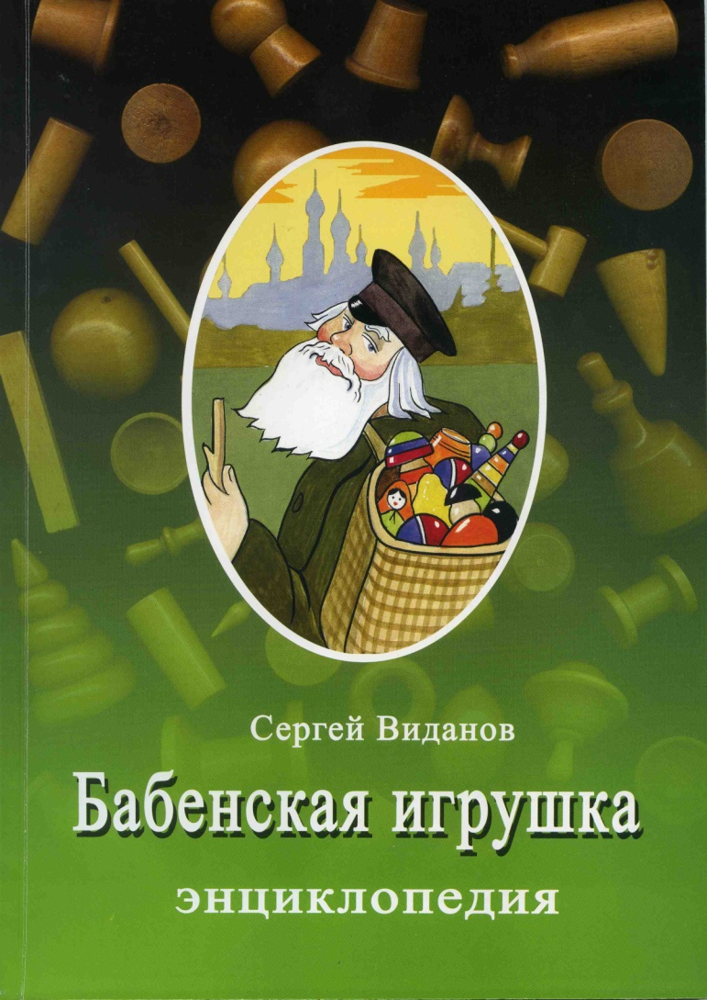 Сергей Виданов
Бабенская игрушка
энциклопедия